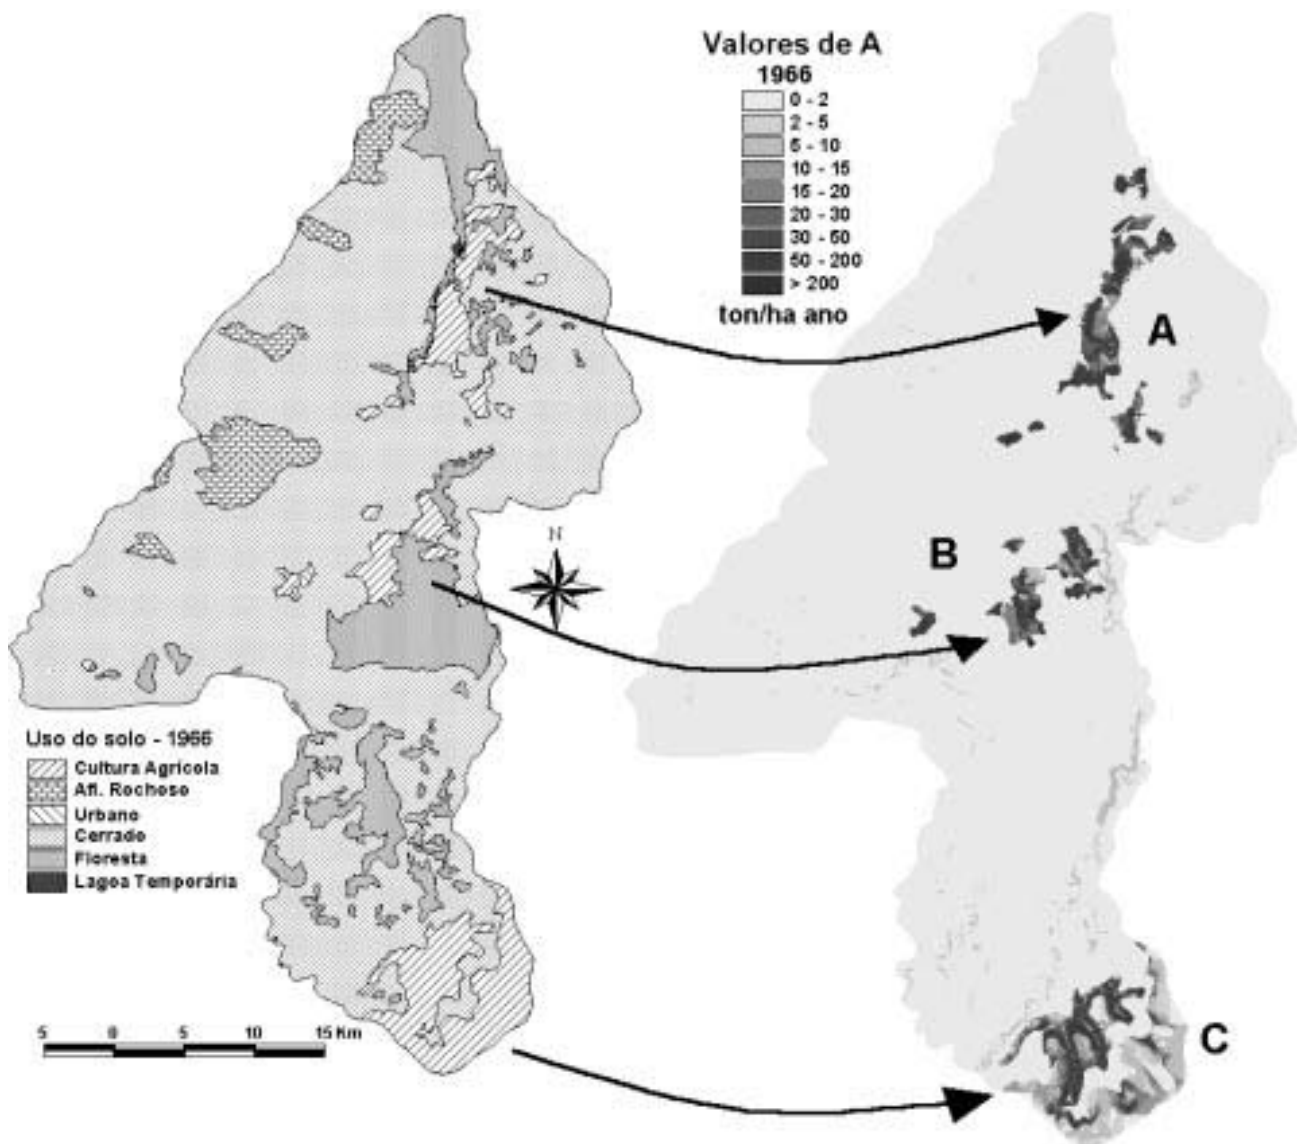 Valores de A
1966
0 - 2
2 - 5
5 - 10
10 - 15
15 - 20
20 - 30
30 - 50
50 - 200
> 200
ton/ha ano
A
B
N
Uso do solo - 1966
Cultura Agrícola
Afl. Rochoso
Urbano
Cerrado
Floresta
Lagoa Temporária
5 0 5 10 15 Km
C